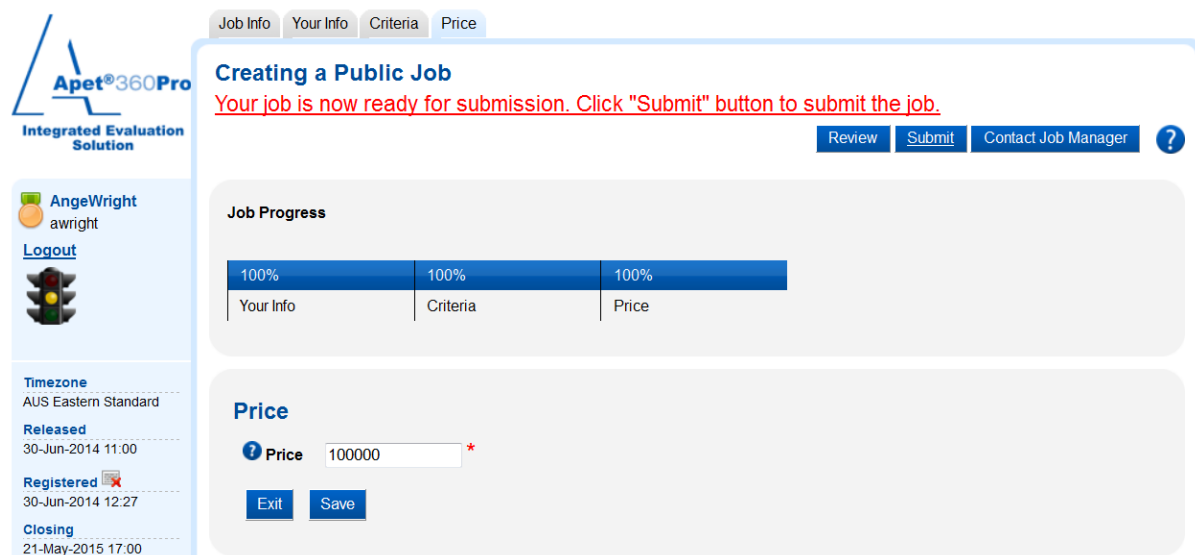 Job Info Your Info Criteria Price
Apet®360Pro
Integrated Evaluation
Solution
Creating a Public Job
Your job is now ready for submission. Click "Submit" button to submit the job.
Review Submit Contact Job Manager ?
AngeWright
awright
Logout
Job Progress
100% 100% 100%
Your Info Criteria Price
Timezone
AUS Eastern Standard
Released
30-Jun-2014 11:00
Registered
30-Jun-2014 12:27
Closing
21-May-2015 17:00
Price
? Price 100000 *
Exit Save